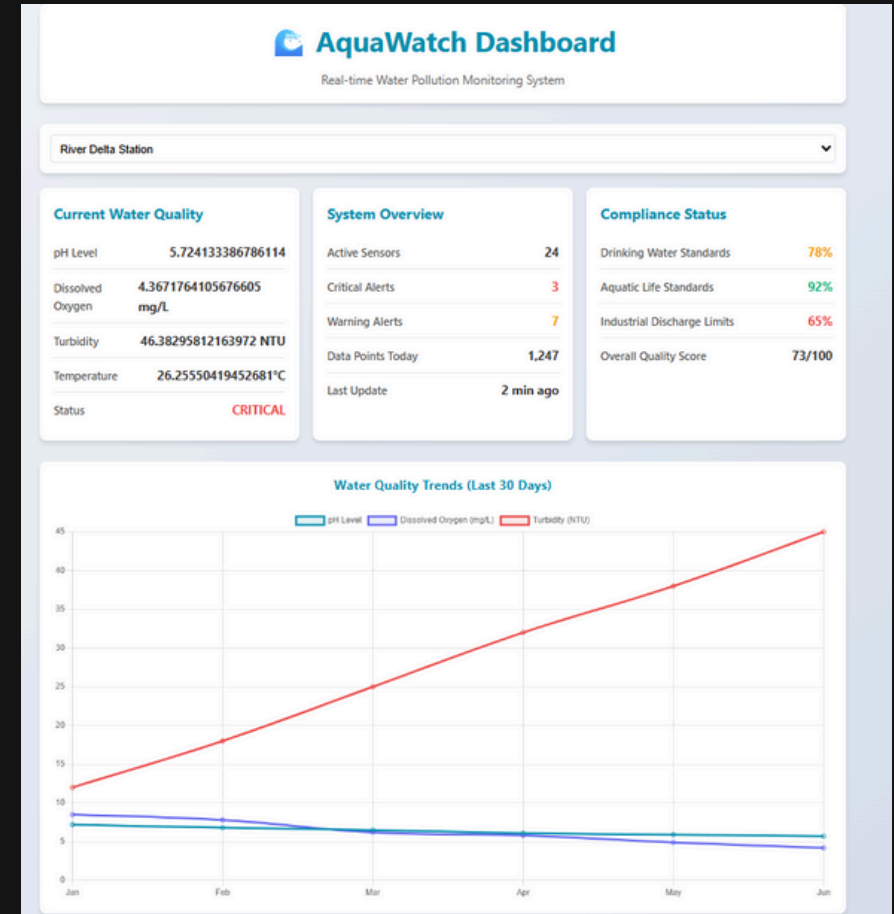 AquaWatch Dashboard
Real-time Water Pollution Monitoring System
River Delta Station
Current Water Quality
pH Level 5.724133386786114
Dissolved Oxygen 4.3671764105676605 mg/L
Turbidity 46.38295812163972 NTU
Temperature 26.25550419452681°C
Status CRITICAL
System Overview
Active Sensors 24
Critical Alerts 3
Warning Alerts 7
Data Points Today 1,247
Last Update 2 min ago
Compliance Status
Drinking Water Standards 78%
Aquatic Life Standards 92%
Industrial Discharge Limits 65%
Overall Quality Score 73/100
Water Quality Trends (Last 30 Days)
pH Level Dissolved Oxygen (mg/L) Turbidity (NTU)
45
40
35
30
25
20
15
10
5
0
Jan Feb Mar Apr May Jun